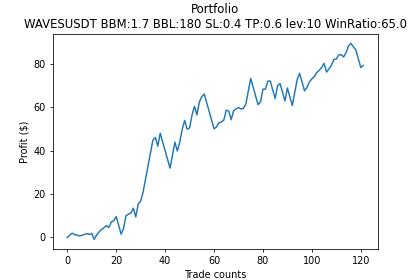 Portfolio
WAVESUSDT BBM:1.7 BBL:180 SL:0.4 TP:0.6 lev:10 WinRatio:65.0
80
60
40
20
0
Profit ($)
0 20 40 60 80 100 120
Trade counts